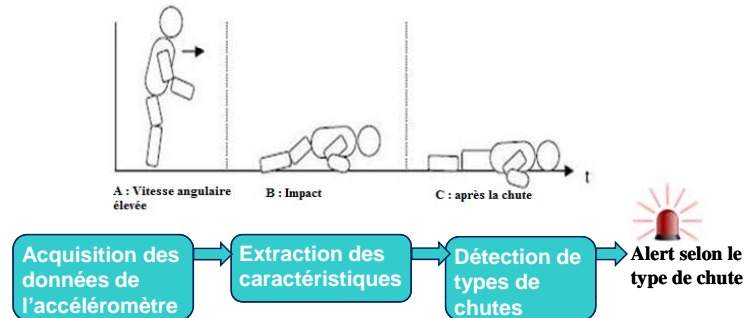 t
A : Vitesse angulaire
élevée
B : Impact
C : après la chute
Acquisition des
données de
l'accéléromètre
Extraction des
caractéristiques
Détection de
types de
chutes
Alert selon le
type de chute